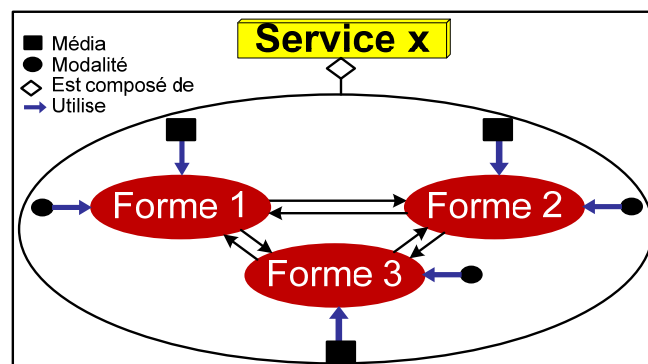 Service x
Média
Modalité
Est composé de
Utilise
Forme 1
Forme 2
Forme 3